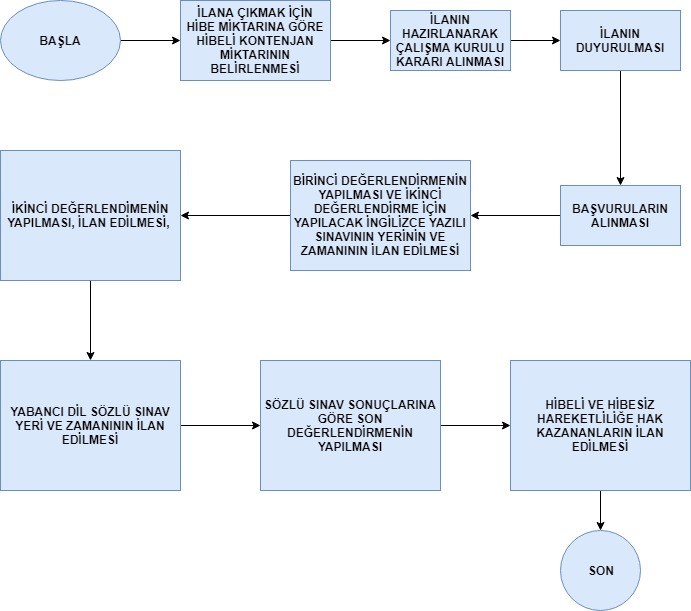 BAŞLA
İLANA ÇIKMAK İÇİN
HİBE MİKTARINA GÖRE
HİBELİ KONTENJAN
MİKTARININ
BELİRLENMESİ
İLANIN
HAZIRLANARAK
ÇALIŞMA KURULU
KARARI ALINMASI
İLANIN
DUYURULMASI
BAŞVURULARIN
ALINMASI
BİRİNCİ DEĞERLENDİRMENİN
YAPILMASI VE İKİNCİ
DEĞERLENDİRME İÇİN
YAPILACAK İNGİLİZCE YAZILI
SINAVININ YERİNİN VE
ZAMANININ İLAN EDİLMESİ
İKİNCİ DEĞERLENDİMENİN
YAPILMASI, İLAN EDİLMESİ,
YABANCI DİL SÖZLÜ SINAV
YERİ VE ZAMANININ İLAN
EDİLMESİ
SÖZLÜ SINAV SONUÇLARINA
GÖRE SON
DEĞERLENDİRMENİN
YAPILMASI
HİBELİ VE HİBESİZ
HAREKETLİLİĞE HAK
KAZANANLARIN İLAN
EDİLMESİ
SON